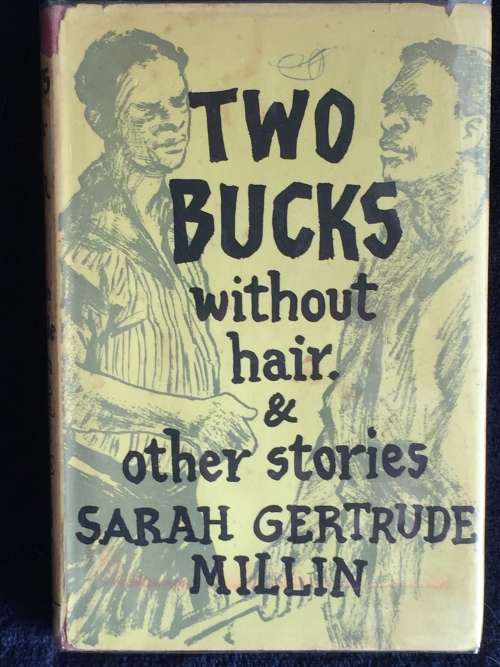 TWO
BUCKS
without
hair.
&
other stories
SARAH GERTRUDE
MILLIN